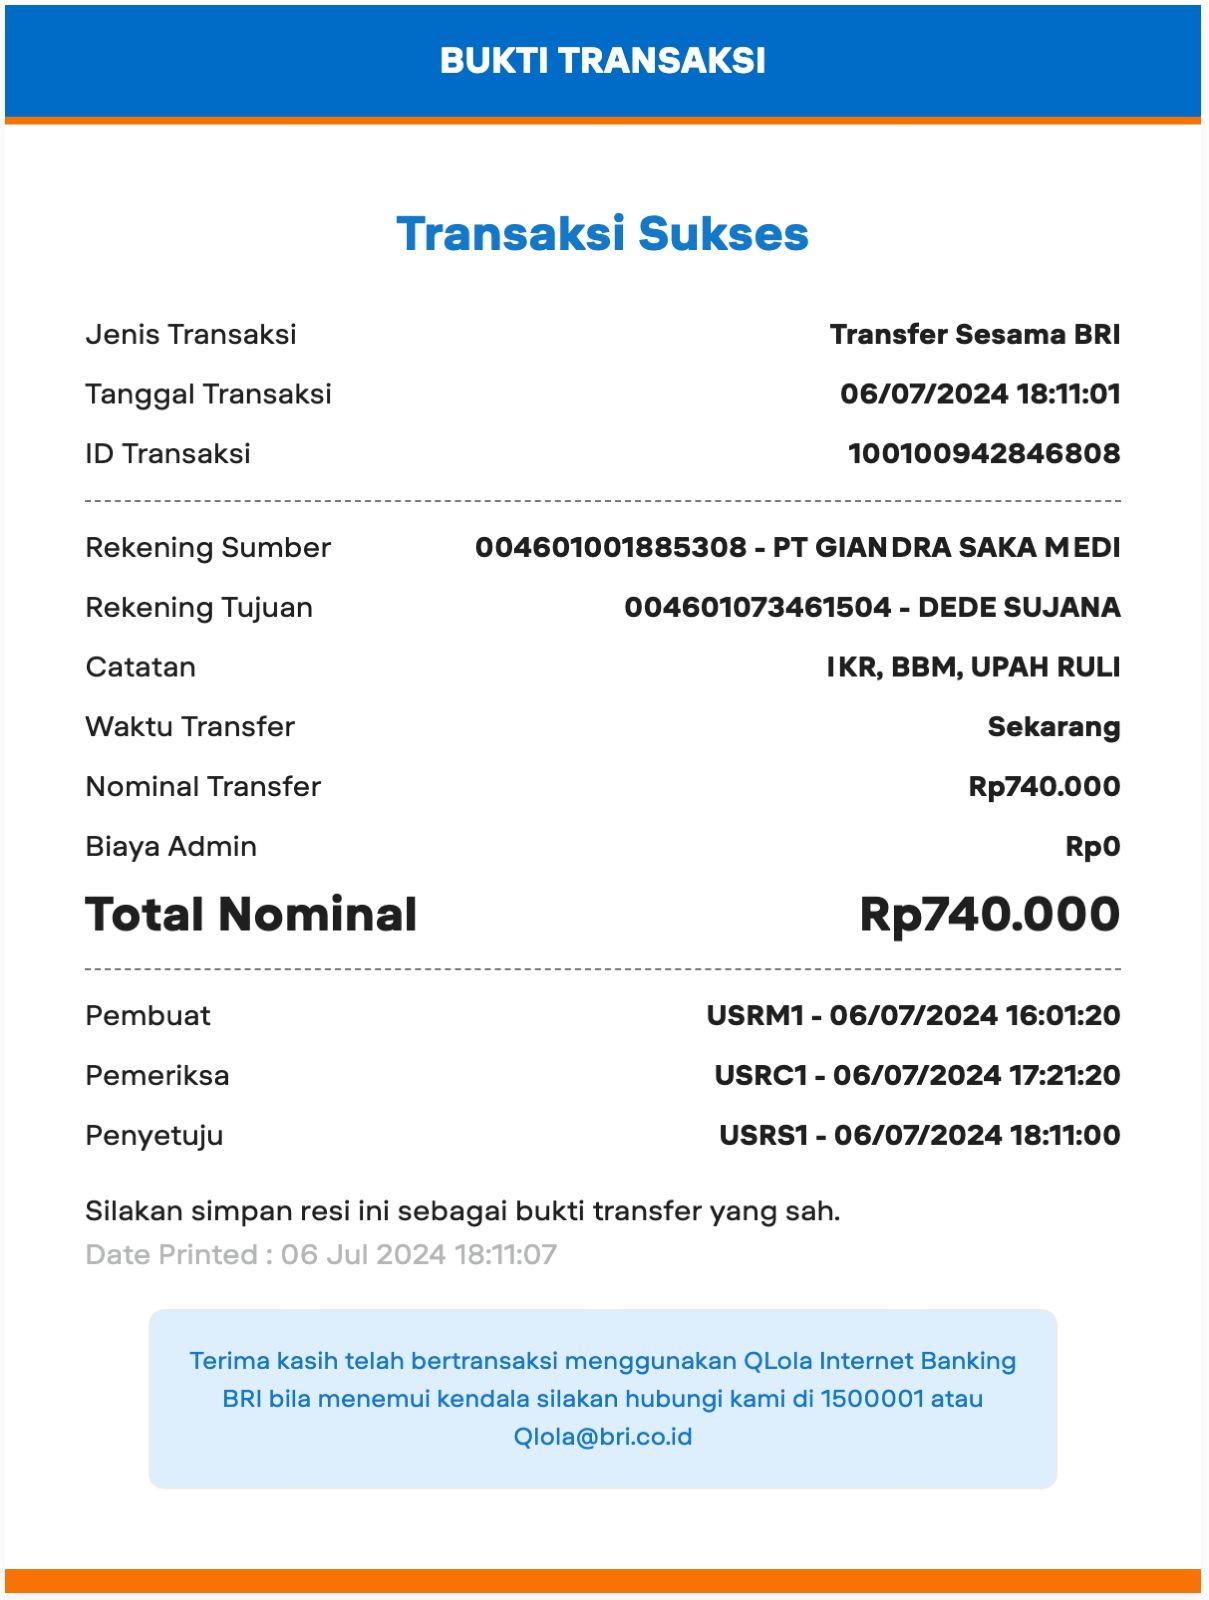 BUKTI TRANSAKSI
Transaksi Sukses
Jenis Transaksi Transfer Sesama BRI
Tanggal Transaksi 06/07/2024 18:11:01
ID Transaksi 100100942846808
Rekening Sumber 004601001885308 - PT GIANDRA SAKA MEDI
Rekening Tujuan 004601073461504 - DEDE SUJANA
Catatan IKR, BBM, UPAH RULI
Waktu Transfer Sekarang
Nominal Transfer Rp740.000
Biaya Admin Rp0
Total Nominal Rp740.000
Pembuat USRM1 - 06/07/2024 16:01:20
Pemeriksa USRC1 - 06/07/2024 17:21:20
Penyetuju USRS1 - 06/07/2024 18:11:00
Silakan simpan resi ini sebagai bukti transfer yang sah.
Date Printed : 06 Jul 2024 18:11:07
Terima kasih telah bertransaksi menggunakan QLola Internet Banking
BRI bila menemui kendala silakan hubungi kami di 1500001 atau
Qlola@bri.co.id